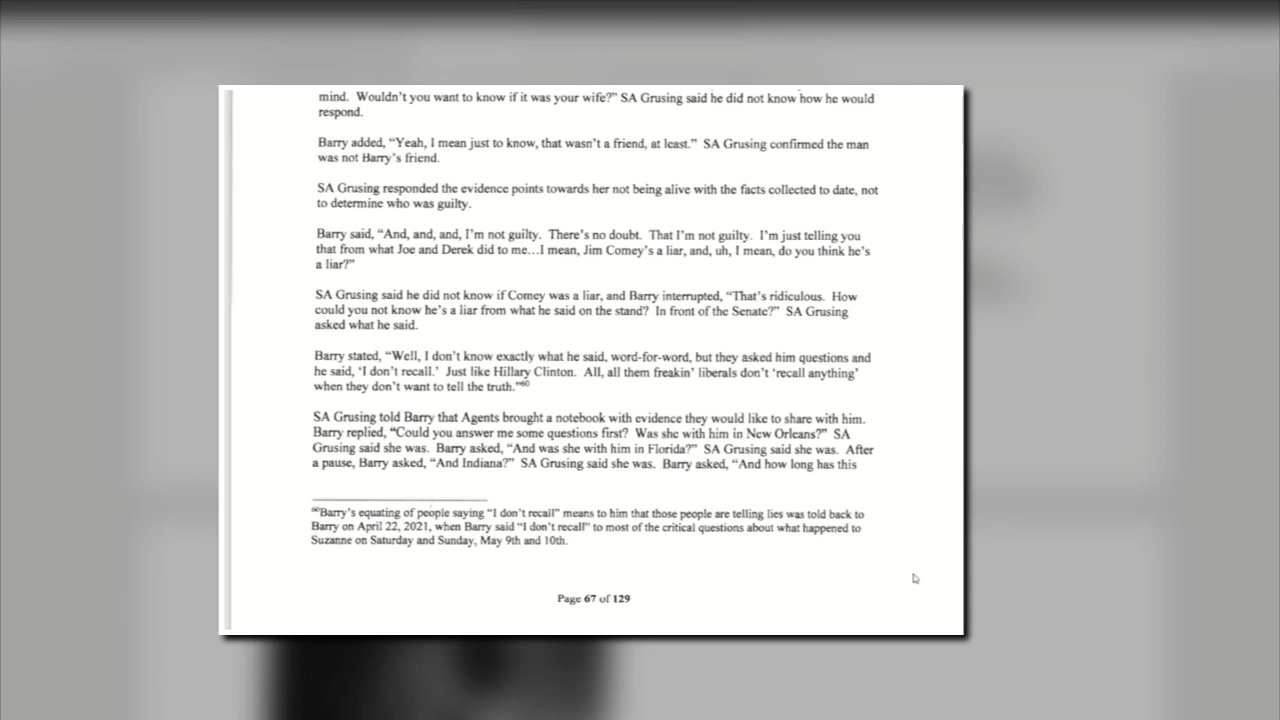 mind. Wouldn't you want to know if it was your wife?" SA Grusing said he did not know how he would
respond.
Barry added, "Yeah, I mean just to know, that wasn't a friend, at least." SA Grusing confirmed the man
was not Barry's friend.
SA Grusing responded the evidence points towards her not being alive with the facts collected to date, not
to determine who was guilty.
Barry said, "And, and, and, I'm not guilty. There's no doubt. That I'm not guilty. I'm just telling you
that from what Joe and Derek did to me…I mean, Jim Comey's a liar, and, uh, I mean, do you think he's
a liar?"
SA Grusing said he did not know if Comey was a liar, and Barry interrupted, "That's ridiculous. How
could you not know he's a liar from what he said on the stand? In front of the Senate?" SA Grusing
asked what he said.
Barry stated, "Well, I don't know exactly what he said, word-for-word, but they asked him questions and
he said, 'I don't recall.' Just like Hillary Clinton. All, all them freakin' liberals don't 'recall anything'
when they don't want to tell the truth."60
SA Grusing told Barry that Agents brought a notebook with evidence they would like to share with him.
Barry replied, "Could you answer me some questions first? Was she with him in New Orleans?" SA
Grusing said she was. Barry asked, "And was she with him in Florida?" SA Grusing said she was. After
a pause, Barry asked, "And Indiana?" SA Grusing said she was. Barry asked, "And how long has this
60Barry's equating of people saying "I don't recall" means to him that those people are telling lies was told back to
Barry on April 22, 2021, when Barry said "I don't recall" to most of the critical questions about what happened to
Suzanne on Saturday and Sunday, May 9th and 10th.
Page 67 of 129